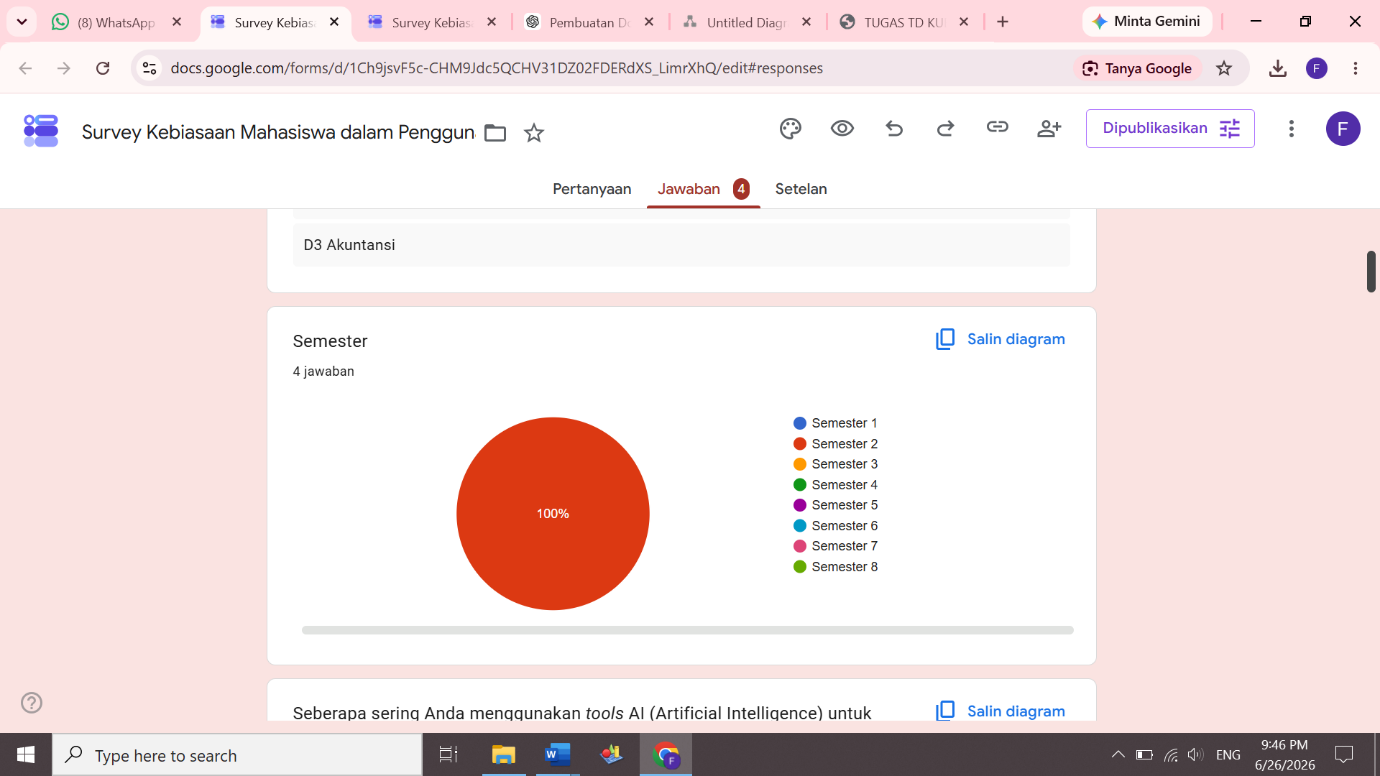 (8) WhatsApp
Survey Kebias
Survey Kebias
Pembuatan D
Untitled Diagr
TUGAS TD KU
Minta Gemini
docs.google.com/forms/d/1Ch9jsvF5c-CHM9Jdc5QCHV31DZ02FDERdXS_LimrXhQ/edit#responses
Tanya Google
F
Survey Kebiasaan Mahasiswa dalam Penggun
Dipublikasikan
F
Pertanyaan
Jawaban 4
Setelan
D3 Akuntansi
Semester
Salin diagram
4 jawaban
100%
Semester 1
Semester 2
Semester 3
Semester 4
Semester 5
Semester 6
Semester 7
Semester 8
Seberapa sering Anda menggunakan tools AI (Artificial Intelligence) untuk
Salin diagram
Type here to search
W
F
ENG
9:46 PM
6/26/2026